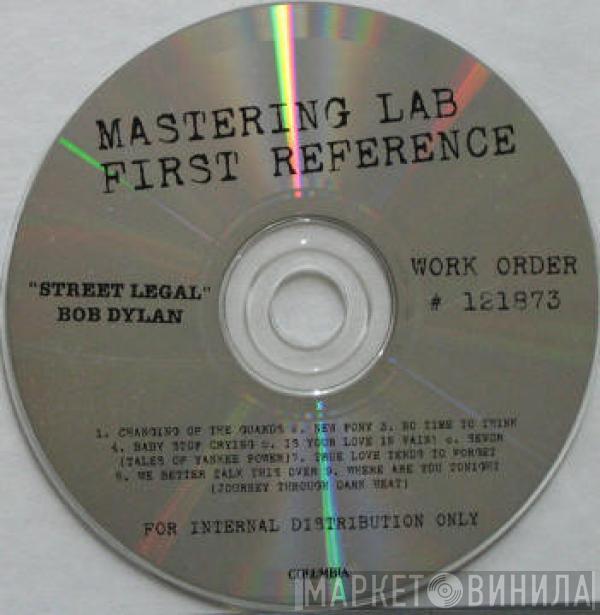 MASTERING LAB
FIRST REFERENCE
"STREET LEGAL"
BOB DYLAN
WORK ORDER
# 121873
1. CHANGING OF THE GUARDS 2. NEW PONY 3. NO TIME TO THINK
4. BABY STOP CRYING 5. IS YOUR LOVE IN VAIN? 6. SENOR
(TALES OF YANKEE POWER) 7. TRUE LOVE TENDS TO FORGET
8. WE BETTER TALK THIS OVER 9. WHERE ARE YOU TONIGHT
(JOURNEY THROUGH DARK HEAT)
FOR INTERNAL DISTRIBUTION ONLY
COLUMBIA
МАРКЕТ ВИНИЛА